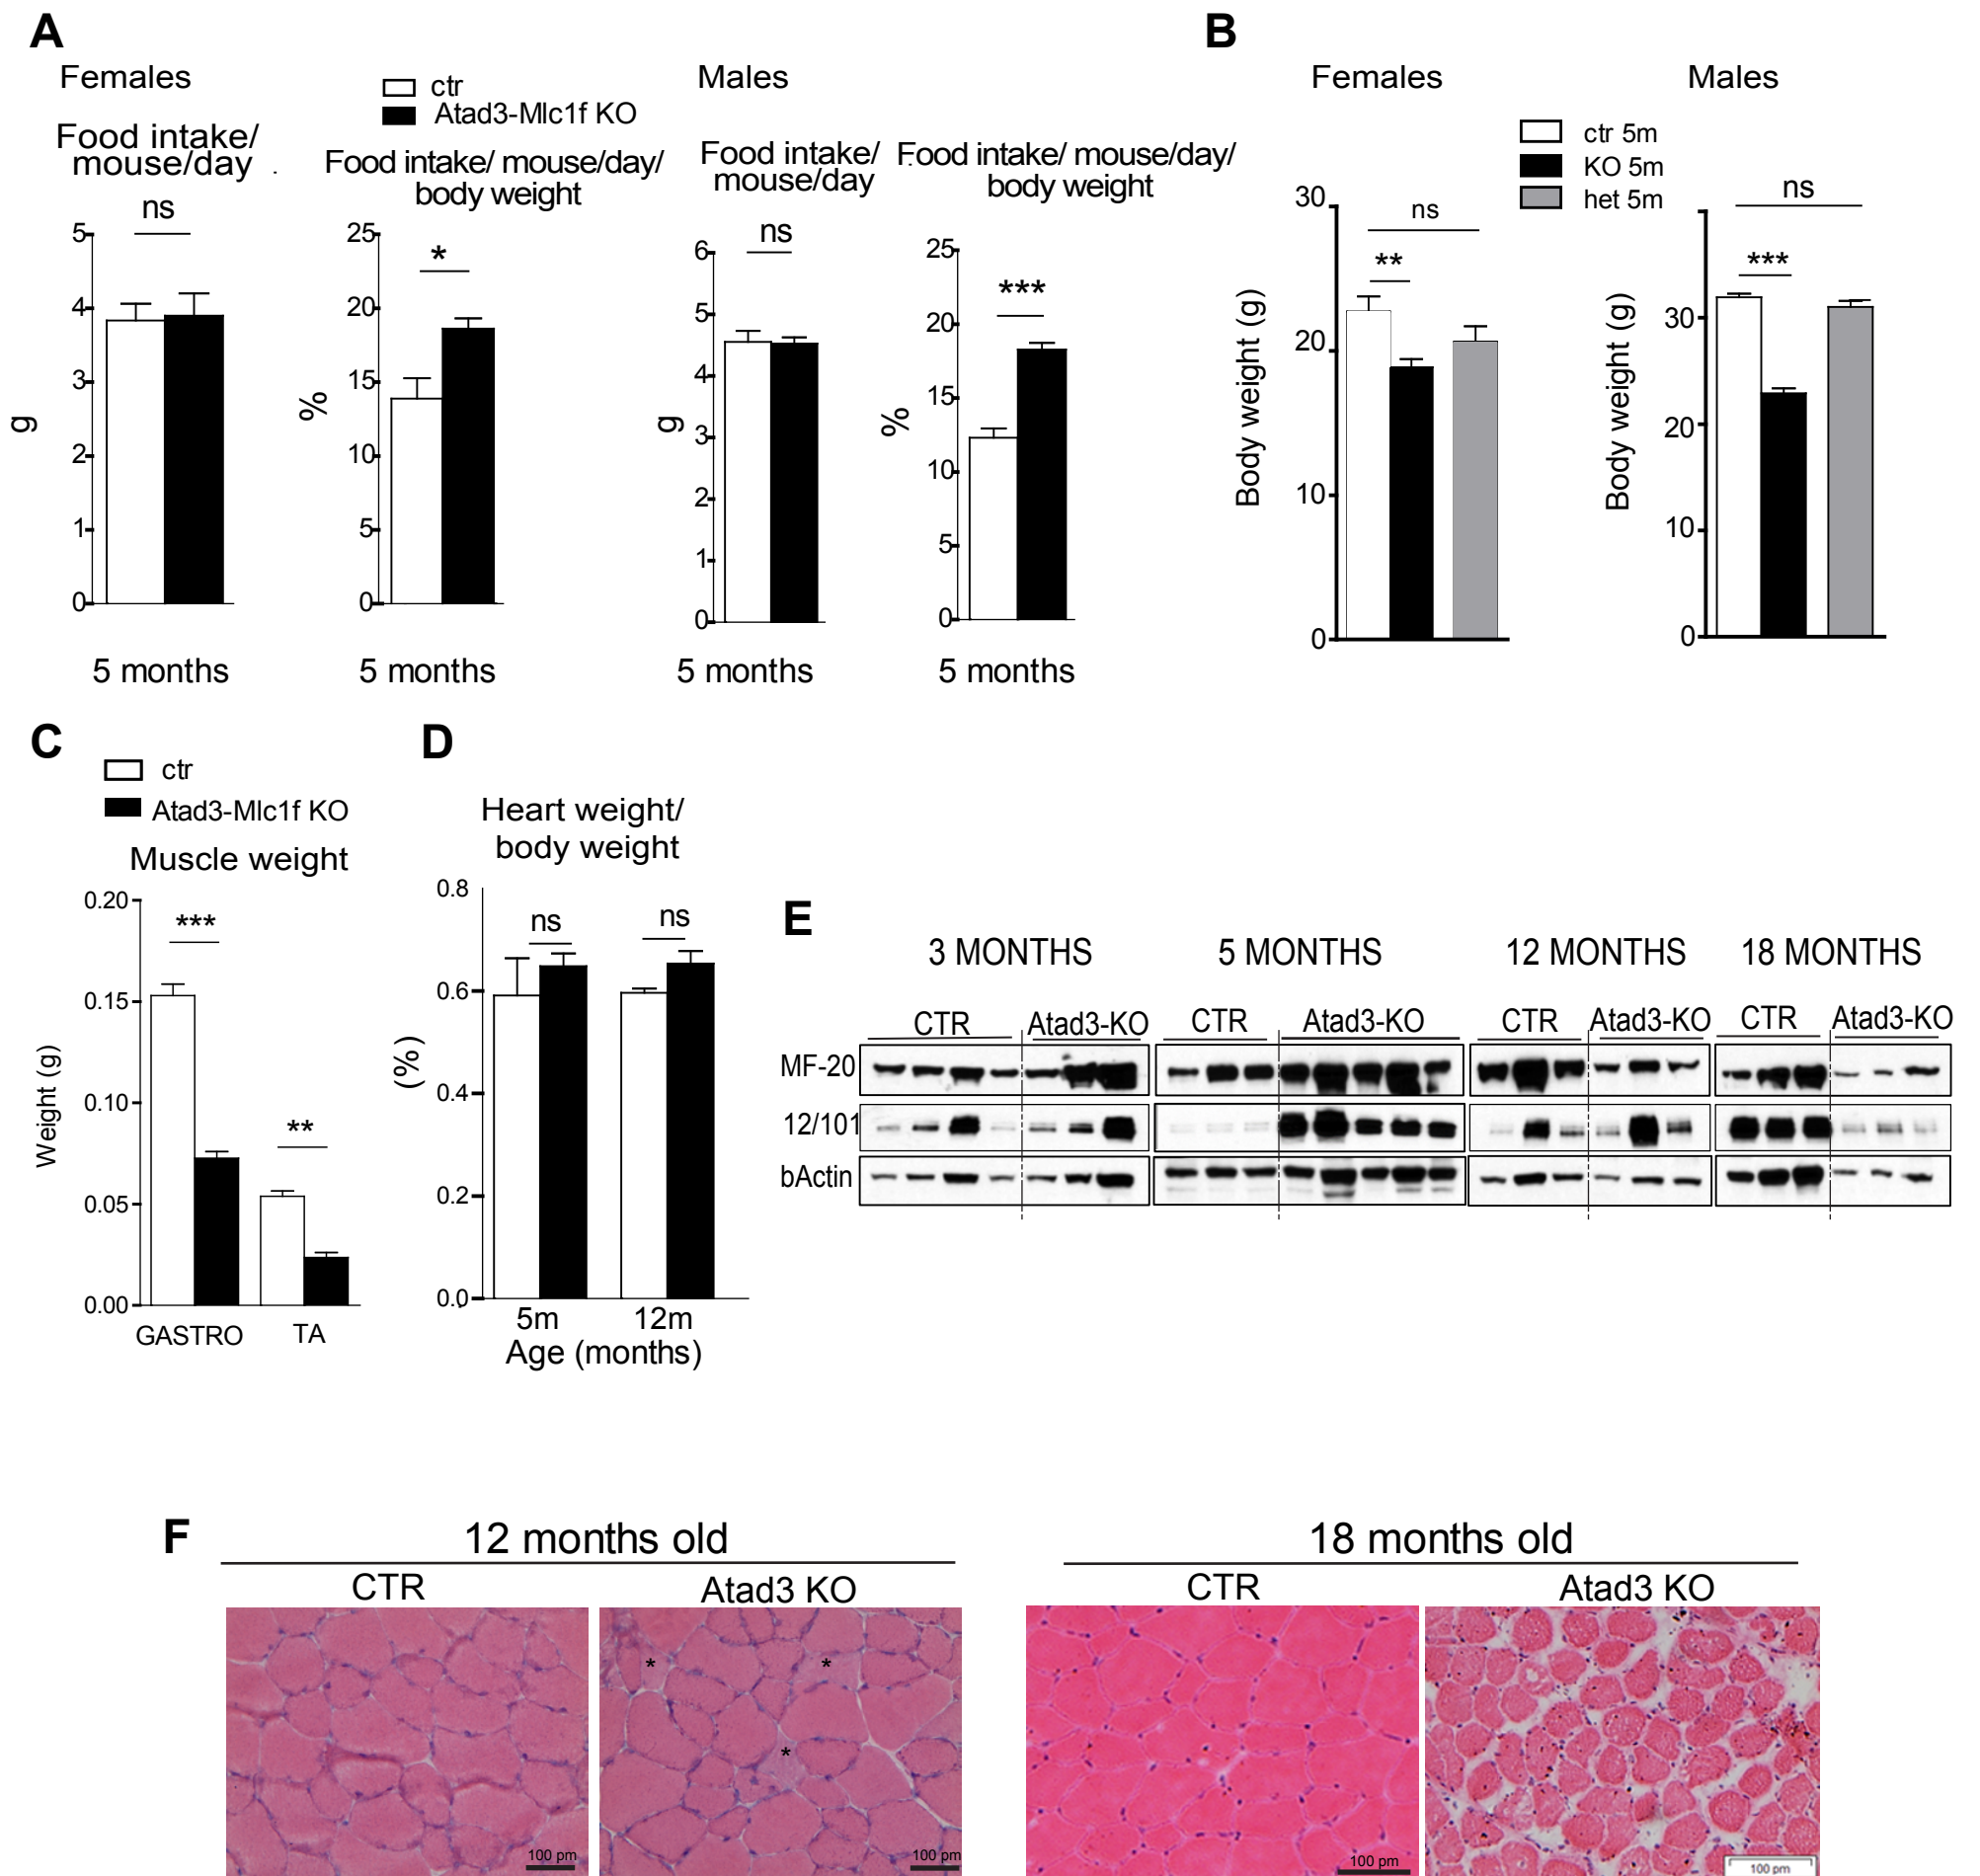 A
Females
ctr
Atad3-Mlc1f KO
Males
Food intake/
mouse/day
ns
g
5
4
3
2
1
0
5 months
Food intake/ mouse/day/
body weight
*
%
25
20
15
10
5
0
5 months
Food intake/
mouse/day
ns
g
6
5
4
3
2
1
0
5 months
Food intake/ mouse/day/
body weight
***
%
25
20
15
10
5
0
5 months
B
Females
Males
ctr 5m
KO 5m
het 5m
ns
**
Body weight (g)
30
20
10
0
ns
***
Body weight (g)
30
20
10
0
C
ctr
Atad3-Mlc1f KO
Muscle weight
***
**
Weight (g)
0.20
0.15
0.10
0.05
0.00
GASTRO TA
D
Heart weight/
body weight
ns ns
(%)
0.8
0.6
0.4
0.2
0.0
5m 12m
Age (months)
E
3 MONTHS 5 MONTHS 12 MONTHS 18 MONTHS
CTR Atad3-KO CTR Atad3-KO CTR Atad3-KO CTR Atad3-KO
MF-20
12/101
bActin
F
12 months old 18 months old
CTR Atad3 KO CTR Atad3 KO
* *
*
100 pm 100 pm 100 pm 100 pm